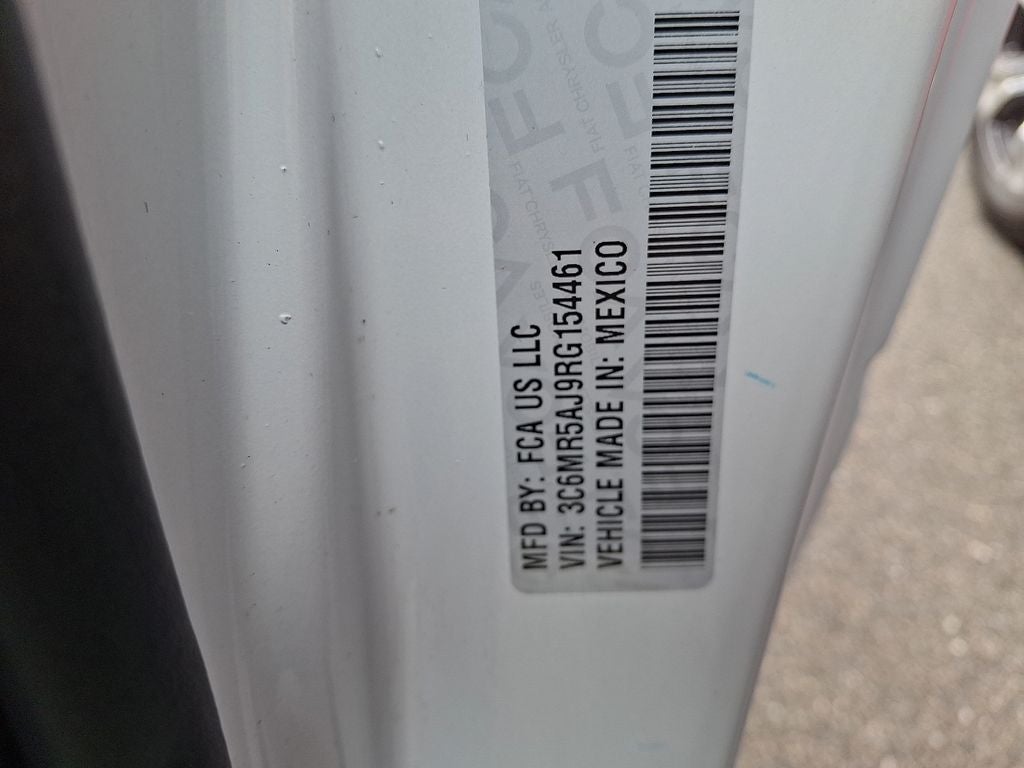 MFD BY: FCA US LLC
VIN: 3C6MR5AJ9RG154461
VEHICLE MADE IN: MEXICO